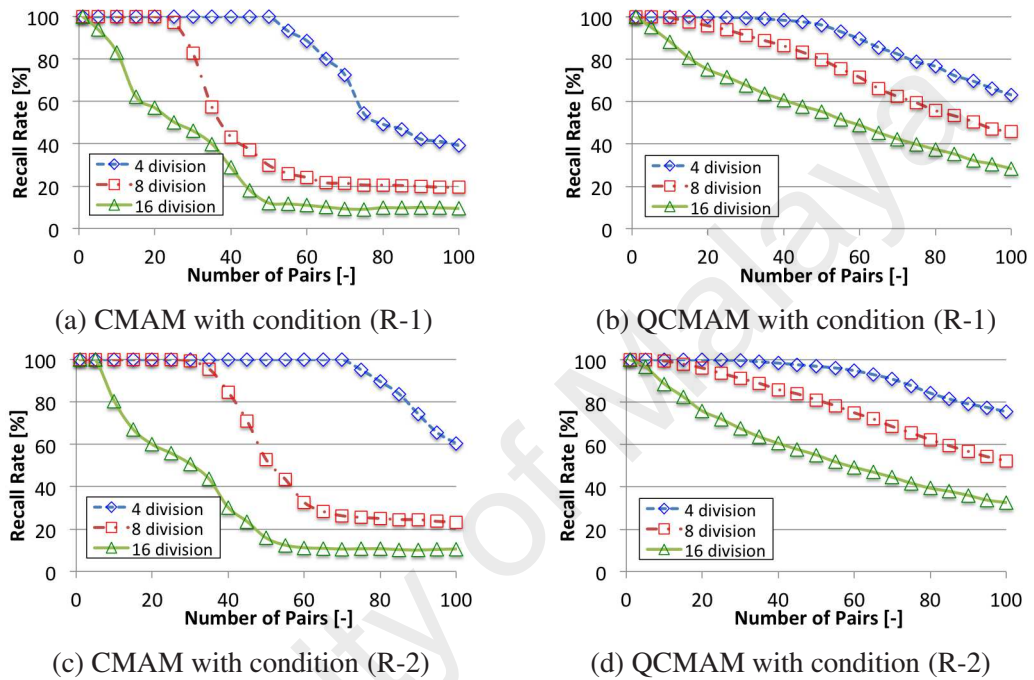 100
80
60
40
20
0
Recall Rate [%]
4 division
8 division
16 division
0 20 40 60 80 100
Number of Pairs [-]
(a) CMAM with condition (R-1)
100
80
60
40
20
0
Recall Rate [%]
4 division
8 division
16 division
0 20 40 60 80 100
Number of Pairs [-]
(b) QCMAM with condition (R-1)
100
80
60
40
20
0
Recall Rate [%]
4 division
8 division
16 division
0 20 40 60 80 100
Number of Pairs [-]
(c) CMAM with condition (R-2)
100
80
60
40
20
0
Recall Rate [%]
4 division
8 division
16 division
0 20 40 60 80 100
Number of Pairs [-]
(d) QCMAM with condition (R-2)
ity of Malaya